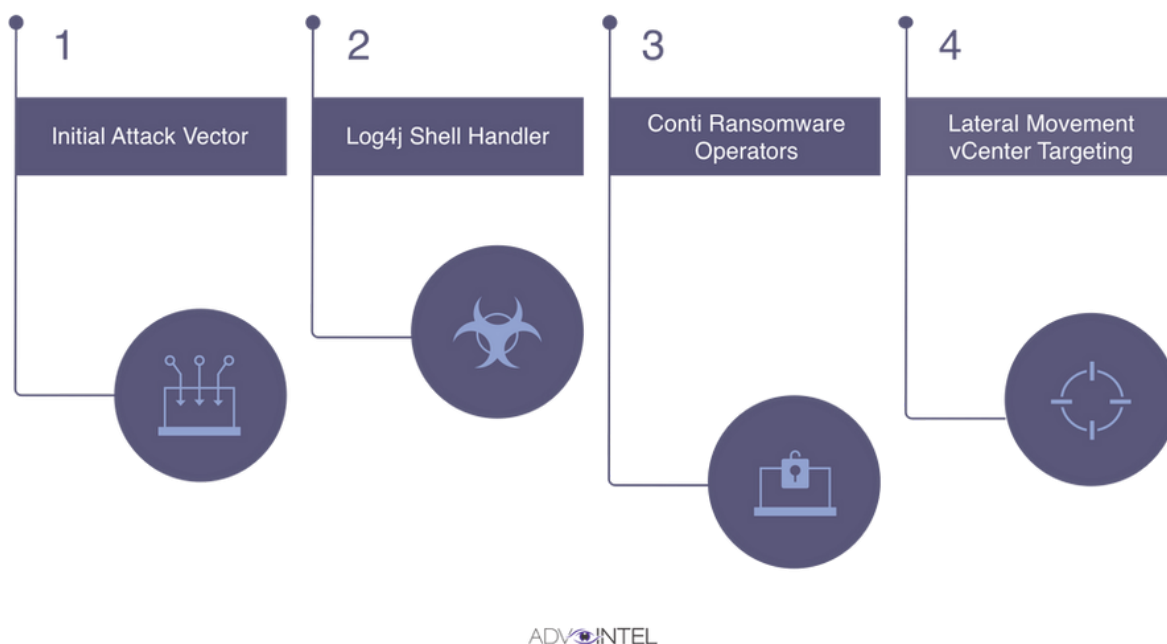 1
Initial Attack Vector
2
Log4j Shell Handler
3
Conti Ransomware
Operators
4
Lateral Movement
vCenter Targeting
ADVINTEL